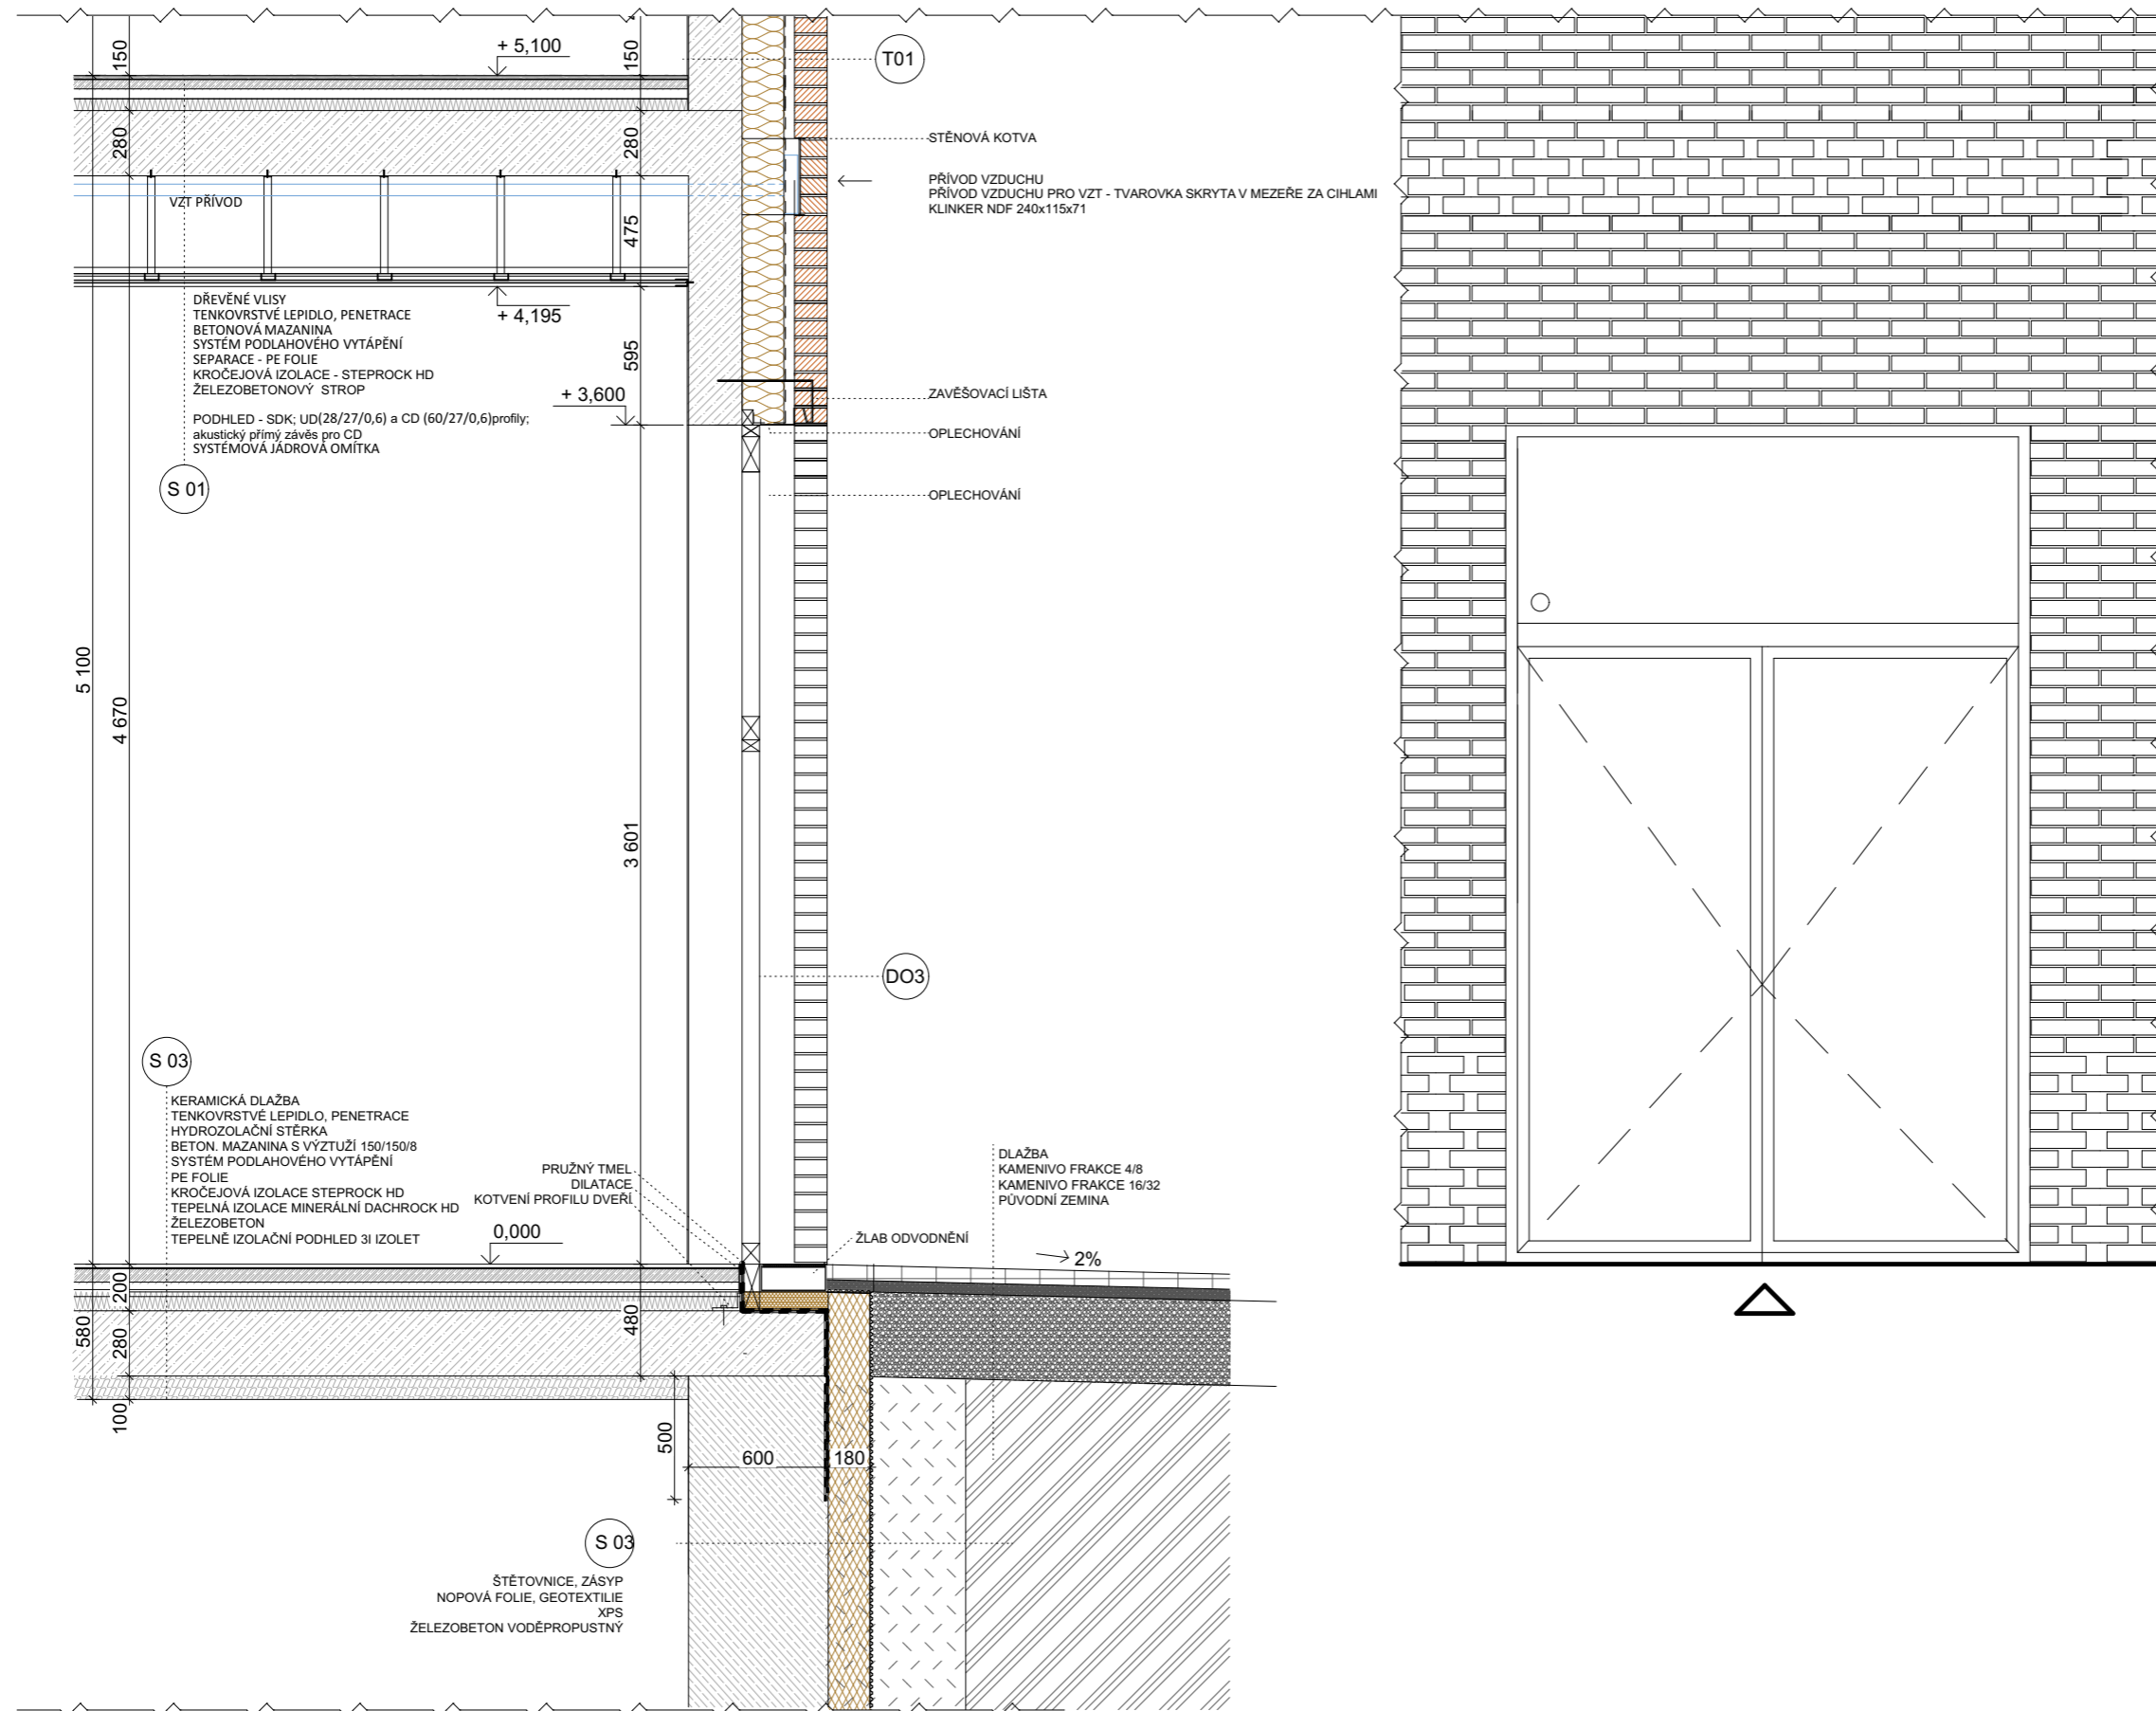 150
+ 5,100
150
T01
280
280
STĚNOVÁ KOTVA
PŘÍVOD VZDUCHU
PŘÍVOD VZDUCHU PRO VZT - TVAROVKA SKRYTA V MEZEŘE ZA CIHLAMI
KLINKER NDF 240x115x71
VZT PŘÍVOD
475
DŘEVĚNÉ VLISY
TENKOVRSTVÉ LEPIDLO, PENETRACE
BETONOVÁ MAZANINA
SYSTÉM PODLAHOVÉHO VYTÁPĚNÍ
SEPARACE - PE FOLIE
KROČEJOVÁ IZOLACE - STEPROCK HD
ŽELEZOBETONOVÝ STROP
PODHLED - SDK; UD(28/27/0,6) a CD (60/27/0,6)profily;
akustický přímý závěs pro CD
SYSTÉMOVÁ JÁDROVÁ OMÍTKA
+ 4,195
595
+ 3,600
ZAVĚŠOVACÍ LIŠTA
OPLECHOVÁNÍ
S 01
OPLECHOVÁNÍ
5 100
4 670
3 601
DO3
S 03
KERAMICKÁ DLAŽBA
TENKOVRSTVÉ LEPIDLO, PENETRACE
HYDROZOLAČNÍ STĚRKA
BETON. MAZANINA S VÝZTUŽÍ 150/150/8
SYSTÉM PODLAHOVÉHO VYTÁPĚNÍ
PE FOLIE
KROČEJOVÁ IZOLACE STEPROCK HD
TEPELNÁ IZOLACE MINERÁLNÍ DACHROCK HD
ŽELEZOBETON
TEPELNĚ IZOLAČNÍ PODHLED 3I IZOLET
PRUŽNÝ TMEL
DILATACE
KOTVENÍ PROFILU DVEŘÍ
0,000
DLAŽBA
KAMENIVO FRAKCE 4/8
KAMENIVO FRAKCE 16/32
PŮVODNÍ ZEMINA
ŽLAB ODVODNĚNÍ
2%
200
580
280
480
100
500
600
180
S 03
ŠTĚTOVNICE, ZÁSYP
NOPOVÁ FOLIE, GEOTEXTILIE
XPS
ŽELEZOBETON VODĚPROPUSTNÝ